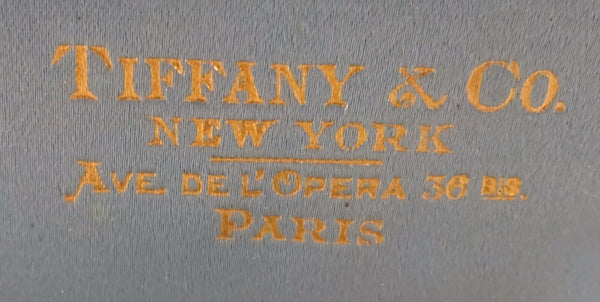 TIFFANY & CO.
NEW YORK
AVE. DE L'OPERA 36 BIS.
PARIS